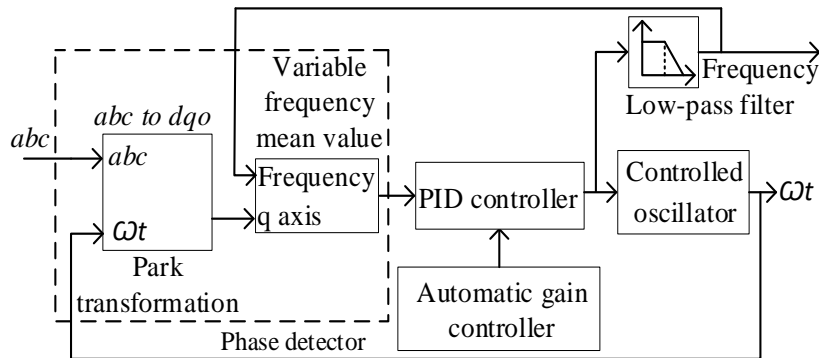 Variable
frequency
mean value
abc to dqo
abc
abc
ωt
Park
transformation
Frequency
q axis
Phase detector
PID controller
Automatic gain
controller
Low-pass filter
Frequency
Controlled
oscillator
ωt